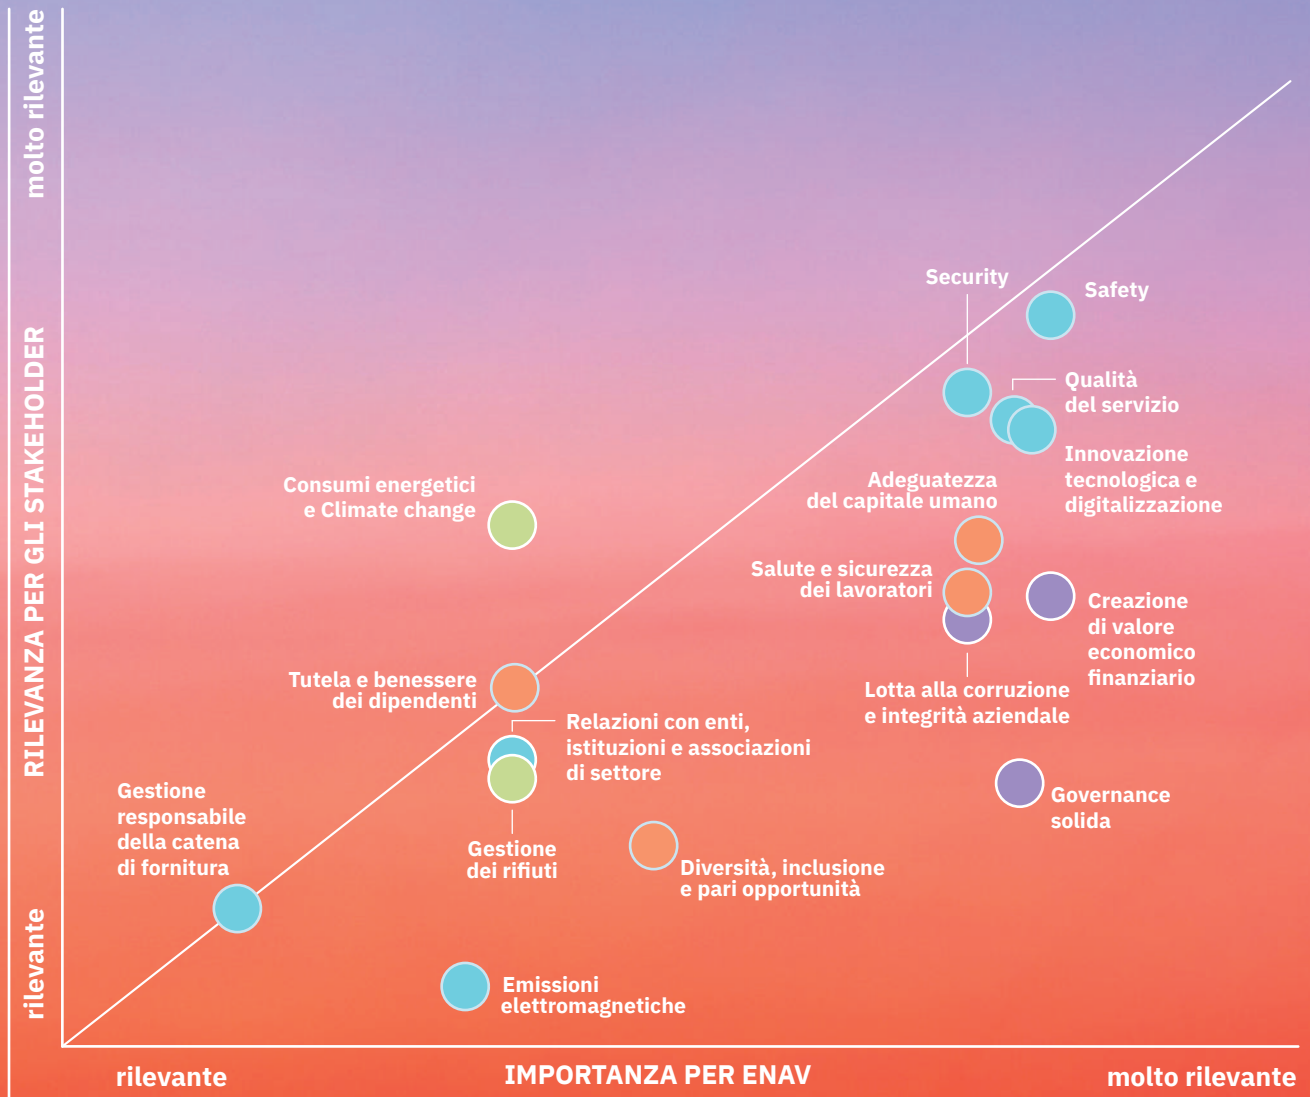 molto rilevante
RILEVANZA PER GLI STAKEHOLDER
rilevante
Security
Safety
Qualità
del servizio
Innovazione
tecnologica e
digitalizzazione
Adeguatezza
del capitale umano
Consumi energetici
e Climate change
Salute e sicurezza
dei lavoratori
Creazione
di valore
economico
finanziario
Lotta alla corruzione
e integrità aziendale
Tutela e benessere
dei dipendenti
Relazioni con enti,
istituzioni e associazioni
di settore
Governance
solida
Gestione
responsabile
della catena
di fornitura
Gestione
dei rifiuti
Diversità, inclusione
e pari opportunità
Emissioni
elettromagnetiche
rilevante
IMPORTANZA PER ENAV
molto rilevante